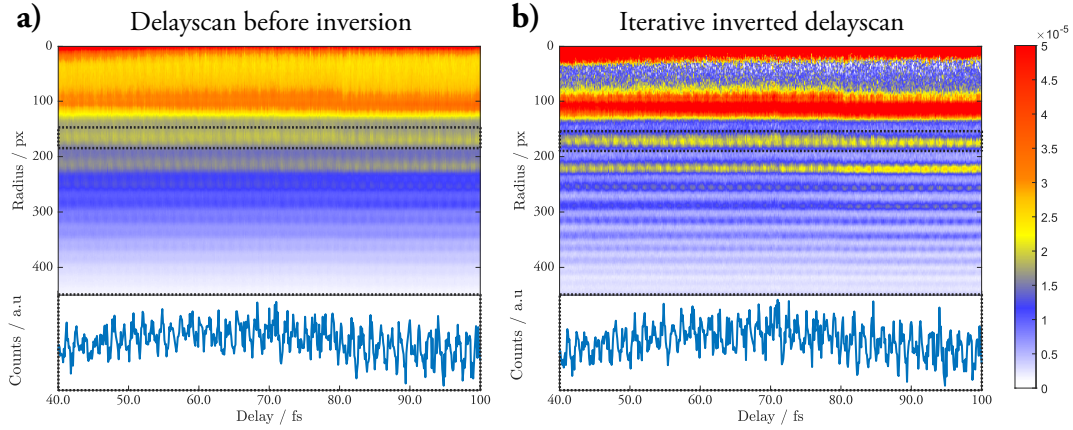 a) Delayscan before inversion
b) Iterative inverted delayscan
0
100
200
300
400
Radius / px
Counts / a.u
40.0 50.0 60.0 70.0 80.0 90.0 100
Delay / fs
0
100
200
300
400
Radius / px
Counts / a.u
40.0 50.0 60.0 70.0 80.0 90.0 100
Delay / fs
×10⁻⁵
5
4.5
4
3.5
3
2.5
2
1.5
1
0.5
0